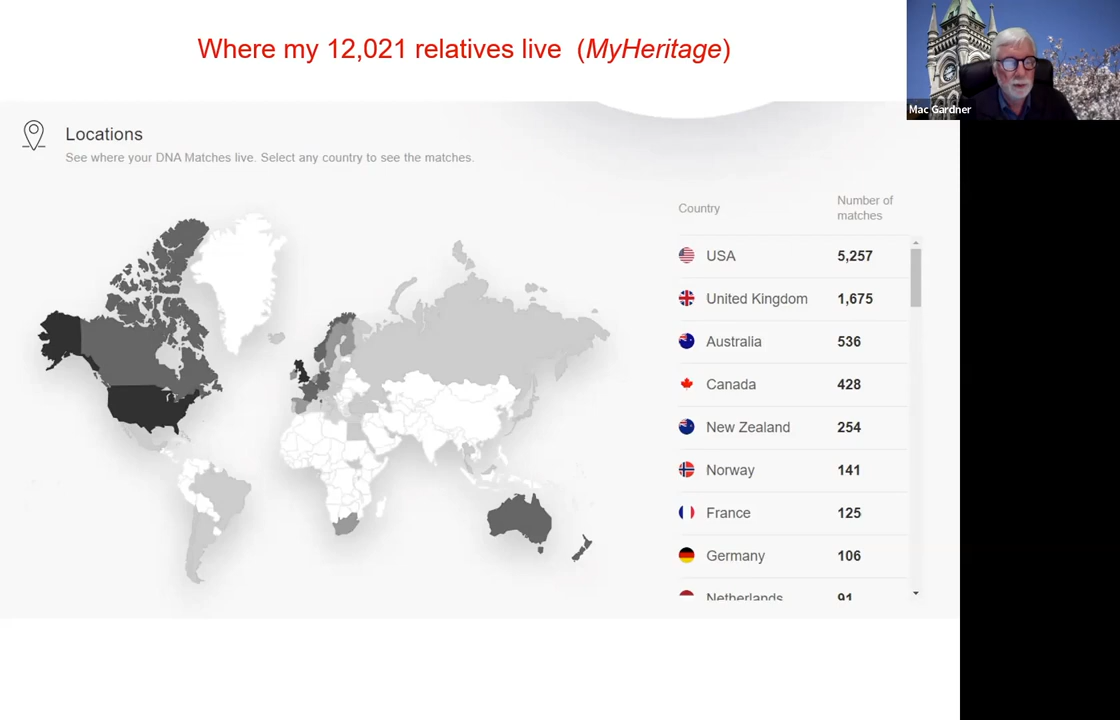 Where my 12,021 relatives live (MyHeritage)
Mac Gardner
Locations
See where your DNA Matches live. Select any country to see the matches.
Country
Number of
matches
USA 5,257
United Kingdom 1,675
Australia 536
Canada 428
New Zealand 254
Norway 141
France 125
Germany 106
Netherlands 91